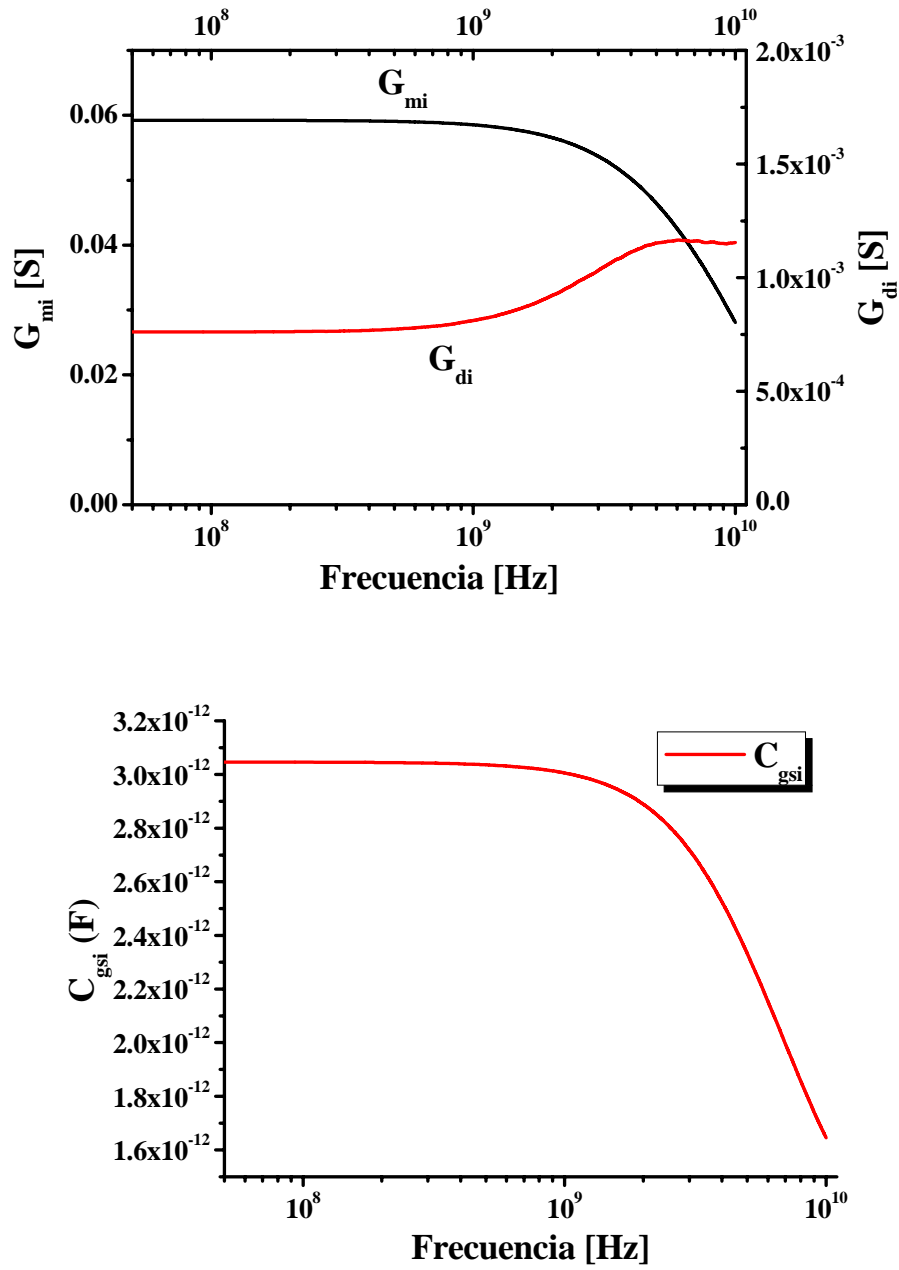 10^8 10^9 10^10
G_mi
G_di
0.06
0.04
0.02
0.00
G_mi [S]
2.0x10^-3
1.5x10^-3
1.0x10^-3
5.0x10^-4
0.0
G_di [S]
10^8 10^9 10^10
Frecuencia [Hz]
3.2x10^-12
3.0x10^-12
2.8x10^-12
2.6x10^-12
2.4x10^-12
2.2x10^-12
2.0x10^-12
1.8x10^-12
1.6x10^-12
C_gsi (F)
C_gsi
10^8 10^9 10^10
Frecuencia [Hz]